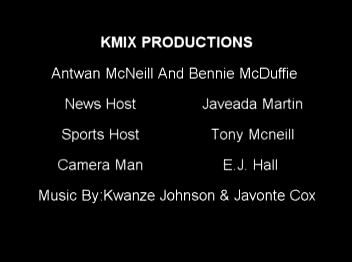 KMIX PRODUCTIONS
Antwan McNeill And Bennie McDuffie
News Host Javeada Martin
Sports Host Tony Mcneill
Camera Man E.J. Hall
Music By:Kwanze Johnson & Javonte Cox